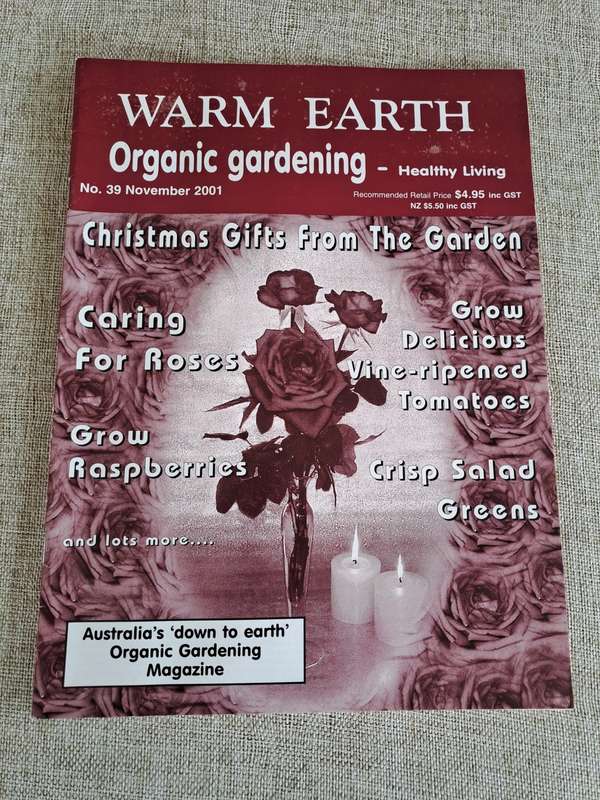 WARM EARTH
Organic gardening - Healthy Living
No. 39 November 2001
Recommended Retail Price $4.95 inc GST
NZ $5.50 inc GST
Christmas Gifts From The Garden
Caring
For Roses
Grow
Delicious
Vine-ripened
Tomatoes
Grow
Raspberries
Crisp Salad
Greens
and lots more....
Australia's 'down to earth'
Organic Gardening
Magazine